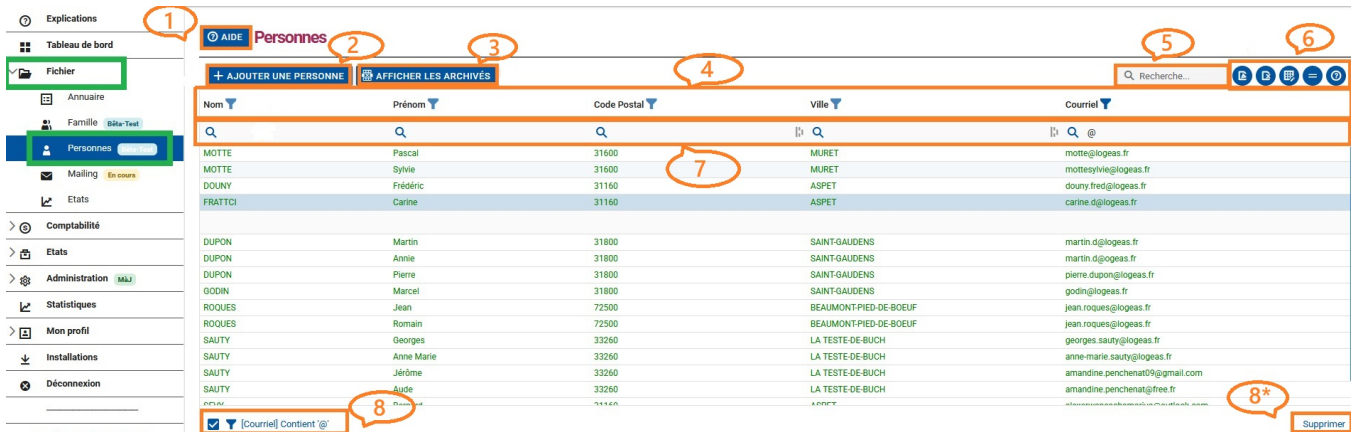 Explications
Tableau de bord
Fichier
Annuaire
Famille Bêta-Test
Personnes Bêta-Test
Mailing En cours
Etats
Comptabilité
Etats
Administration MàJ
Statistiques
Mon profil
Installations
Déconnexion
1
AIDE Personnes
2
3
4
5
6
+ AJOUTER UNE PERSONNE AFFICHER LES ARCHIVÉS Recherche...
Nom Prénom Code Postal Ville Courriel
@
7
MOTTE Pascal 31600 MURET motte@logeas.fr
MOTTE Sylvie 31600 MURET mottesylvie@logeas.fr
DOUNY Frédéric 31160 ASPET douny.fred@logeas.fr
FRATTCI Carine 31160 ASPET carine.d@logeas.fr
DUPON Martin 31800 SAINT-GAUDENS martin.d@logeas.fr
DUPON Annie 31800 SAINT-GAUDENS martin.d@ogeas.fr
DUPON Pierre 31800 SAINT-GAUDENS pierre.dupon@logeas.fr
GODIN Marcel 31800 SAINT-GAUDENS godin@logeas.fr
ROQUES Jean 72500 BEAUMONT-PIED-DE-BOEUF jean.roques@logeas.fr
ROQUES Romain 72500 BEAUMONT-PIED-DE-BOEUF jean.roques@logeas.fr
SAUTY Georges 33260 LA TESTE-DE-BUCH georges.sauty@logeas.fr
SAUTY Anne Marie 33260 LA TESTE-DE-BUCH anne-marie.sauty@logeas.fr
SAUTY Jérôme 33260 LA TESTE-DE-BUCH amandine.penchenat09@gmail.com
SAUTY Aude 33260 LA TESTE-DE-BUCH amandine.penchenat@free.fr
31160 ASPET
8
8*
[Courriel] Contient '@' Supprimer